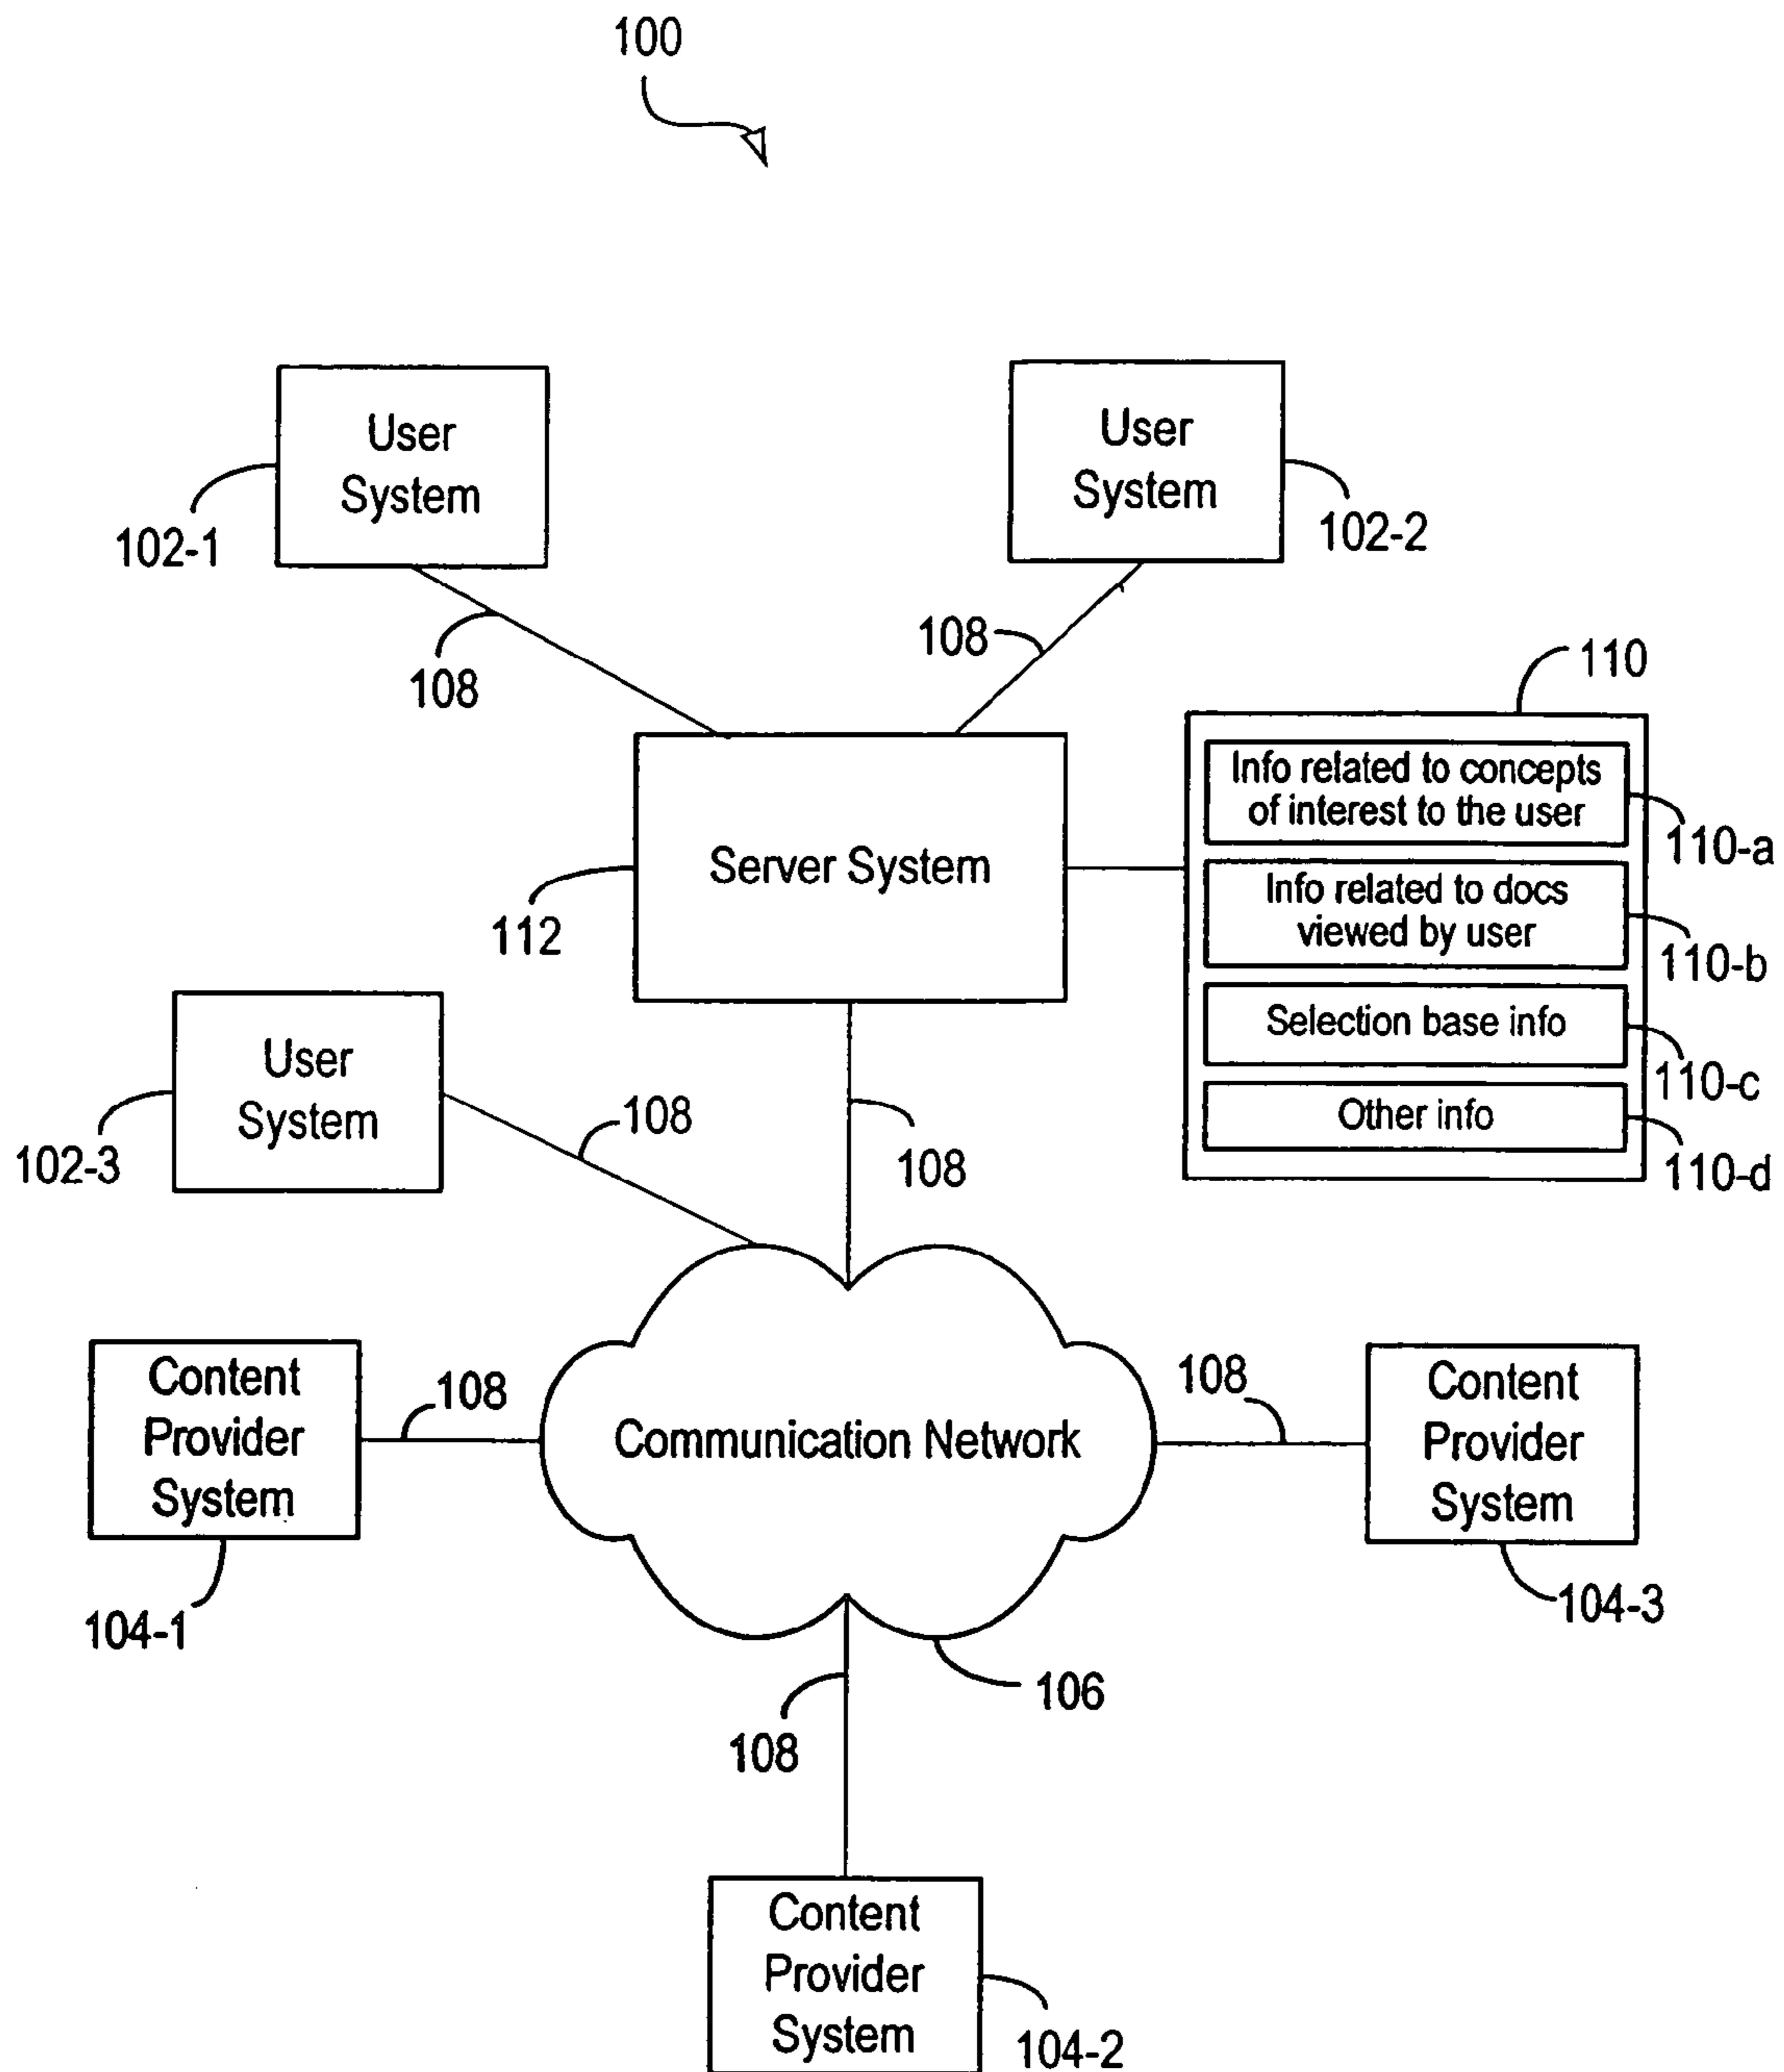 100
User
System
102-1
User
System
102-2
108
108
110
Info related to concepts
of interest to the user
110-a
Server System
112
Info related to docs
viewed by user
110-b
Selection base info
110-c
Other info
110-d
User
System
102-3
108
108
Content
Provider
System
104-1
108
Communication Network
106
108
Content
Provider
System
104-3
108
Content
Provider
System
104-2